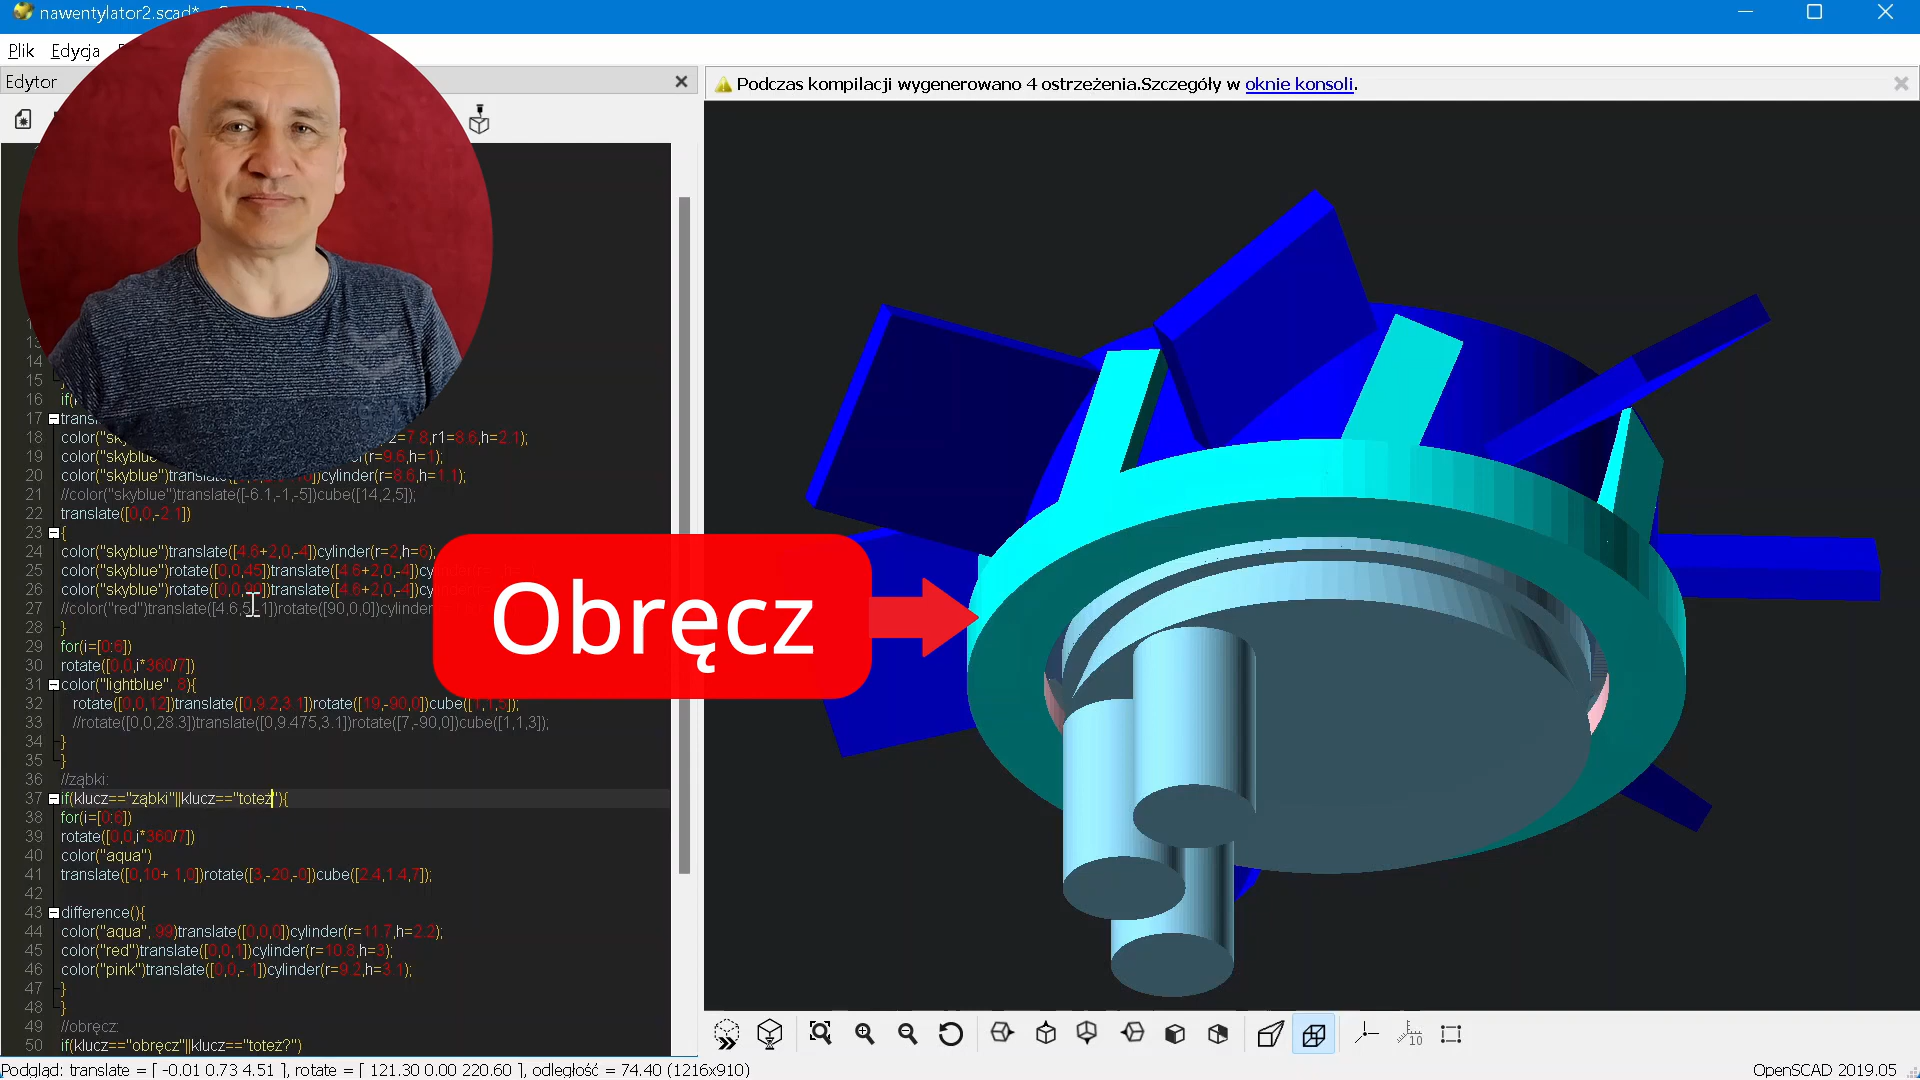 nawentylator2.scad*
Plik Edycja
Edytor
Podczas kompilacji wygenerowano 4 ostrzeżenia.Szczegóły w oknie konsoli.
14
15
16 if(
17 trans
18 color("sk 2=7.8,r1=8.6,h=2.1);
19 color("skybl (r=9.6,h=1);
20 color("skyblue")translat cylinder(r=8.6,h=1.1);
21 //color("skyblue")translate([-6.1,-1,-5])cube([14,2,5]);
22 translate([0,0,-2.1])
23 {
24 color("skyblue")translate([4.6+2,0,-4])cylinder(r=2,h=6);
25 color("skyblue")rotate([0,0,45])translate([4.6+2,0,-4])cy
26 color("skyblue")rotate([0,0,90])translate([4.6+2,0,-4])cy
27 //color("red")translate([4.6,5,.1])rotate([90,0,0])cylinder
28 }
29 for(i=[0:6])
30 rotate([0,0,i*360/7])
31 color("lightblue", 8){
32 rotate([0,0,12])translate([0,9.2,3.1])rotate([19,-90,0])cube([1,1,5]);
33 //rotate([0,0,28.3])translate([0,9.475,3.1])rotate([7,-90,0])cube([1,1,3]);
34 }
35 }
36 //ząbki:
37 if(klucz=="ząbki"||klucz=="toteż"){
38 for(i=[0:6])
39 rotate([0,0,i*360/7])
40 color("aqua")
41 translate([0,10+.1,0])rotate([3,-20,-0])cube([2.4,1.4,7]);
42
43 difference(){
44 color("aqua",.99)translate([0,0,0])cylinder(r=11.7,h=2.2);
45 color("red")translate([0,0,1])cylinder(r=10.8,h=3);
46 color("pink")translate([0,0,-.1])cylinder(r=9.2,h=3.1);
47 }
48 }
49 //obręcz:
50 if(klucz=="obręcz"||klucz=="toteż?")
Obręcz
10
Podgląd: translate = [ -0.01 0.73 4.51 ], rotate = [ 121.30 0.00 220.60 ], odległość = 74.40 (1216x910)
OpenSCAD 2019.05